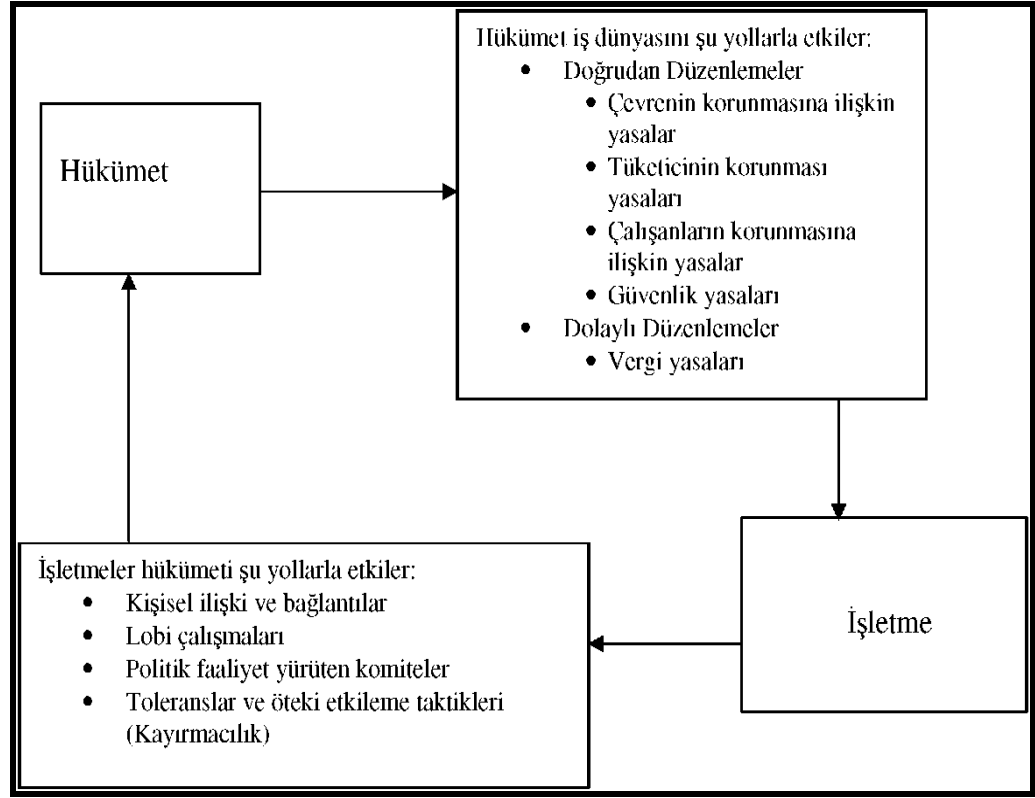 Hükümet
Hükümet iş dünyasını şu yollarla etkiler:
• Doğrudan Düzenlemeler
• Çevrenin korunmasına ilişkin
yasalar
• Tüketicinin korunması
yasaları
• Çalışanların korunmasına
ilişkin yasalar
• Güvenlik yasaları
• Dolaylı Düzenlemeler
• Vergi yasaları
İşletme
İşletmeler hükümeti şu yollarla etkiler:
• Kişisel ilişki ve bağlantılar
• Lobi çalışmaları
• Politik faaliyet yürüten komiteler
• Toleranslar ve öteki etkileme taktikleri
(Kayırmacılık)